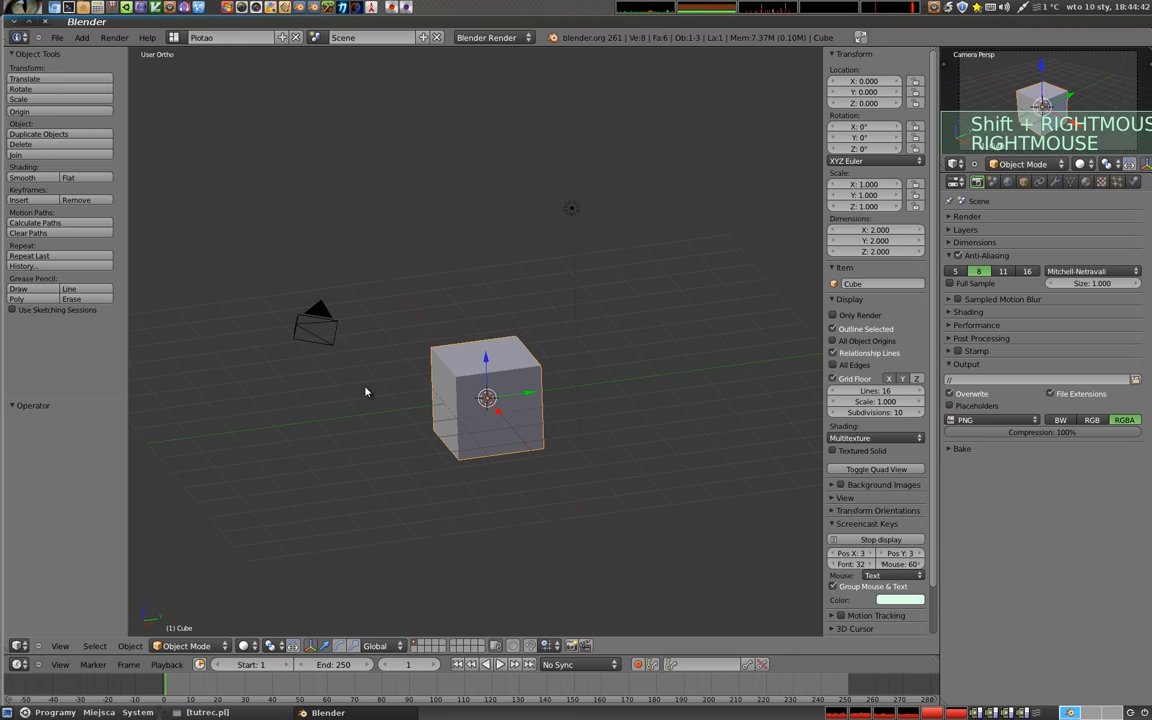 1 °C wto 10 sty, 18:44:42
Blender
File Add Render Help Piotao Scene Blender Render blender.org 261 | Ve:8 | Fa:6 | Ob:1-3 | La:1 | Mem:7.37M (0.10M) | Cube
Object Tools
Transform:
Translate
Rotate
Scale
Origin
Object:
Duplicate Objects
Delete
Join
Shading:
Smooth Flat
Keyframes:
Insert Remove
Motion Paths:
Calculate Paths
Clear Paths
Repeat:
Repeat Last
History...
Grease Pencil:
Draw Line
Poly Erase
Use Sketching Sessions
Operator
User Ortho
(1) Cube
Transform
Location:
X: 0.000
Y: 0.000
Z: 0.000
Rotation:
X: 0°
Y: 0°
Z: 0°
XYZ Euler
Scale:
X: 1.000
Y: 1.000
Z: 1.000
Dimensions:
X: 2.000
Y: 2.000
Z: 2.000
Item
Cube
Display
Only Render
Outline Selected
All Object Origins
Relationship Lines
All Edges
Grid Floor X Y Z
Lines: 16
Scale: 1.000
Subdivisions: 10
Shading:
Multitexture
Textured Solid
Toggle Quad View
Background Images
View
Transform Orientations
Screencast Keys
Stop display
Pos X: 3 Pos Y: 3
Font: 32 Mouse: 60
Mouse: Text
Group Mouse & Text
Color:
Motion Tracking
3D Cursor
Camera Persp
Shift + RIGHTMOUS
RIGHTMOUSE
Object Mode
Scene
Render
Layers
Dimensions
Anti-Aliasing
5 8 11 16 Mitchell-Netravali
Full Sample Size: 1.000
Sampled Motion Blur
Shading
Performance
Post Processing
Stamp
Output
//
Overwrite File Extensions
Placeholders
PNG BW RGB RGBA
Compression: 100%
Bake
View Select Object Object Mode Global
View Marker Frame Playback Start: 1 End: 250 1 No Sync
-50 -40 -30 -20 -10 0 10 20 30 40 50 60 70 80 90 100 110 120 130 140 150 160 170 180 190 200 210 220 230 240 250 260 270 280
Programy Miejsca System [tutrec.pl] Blender